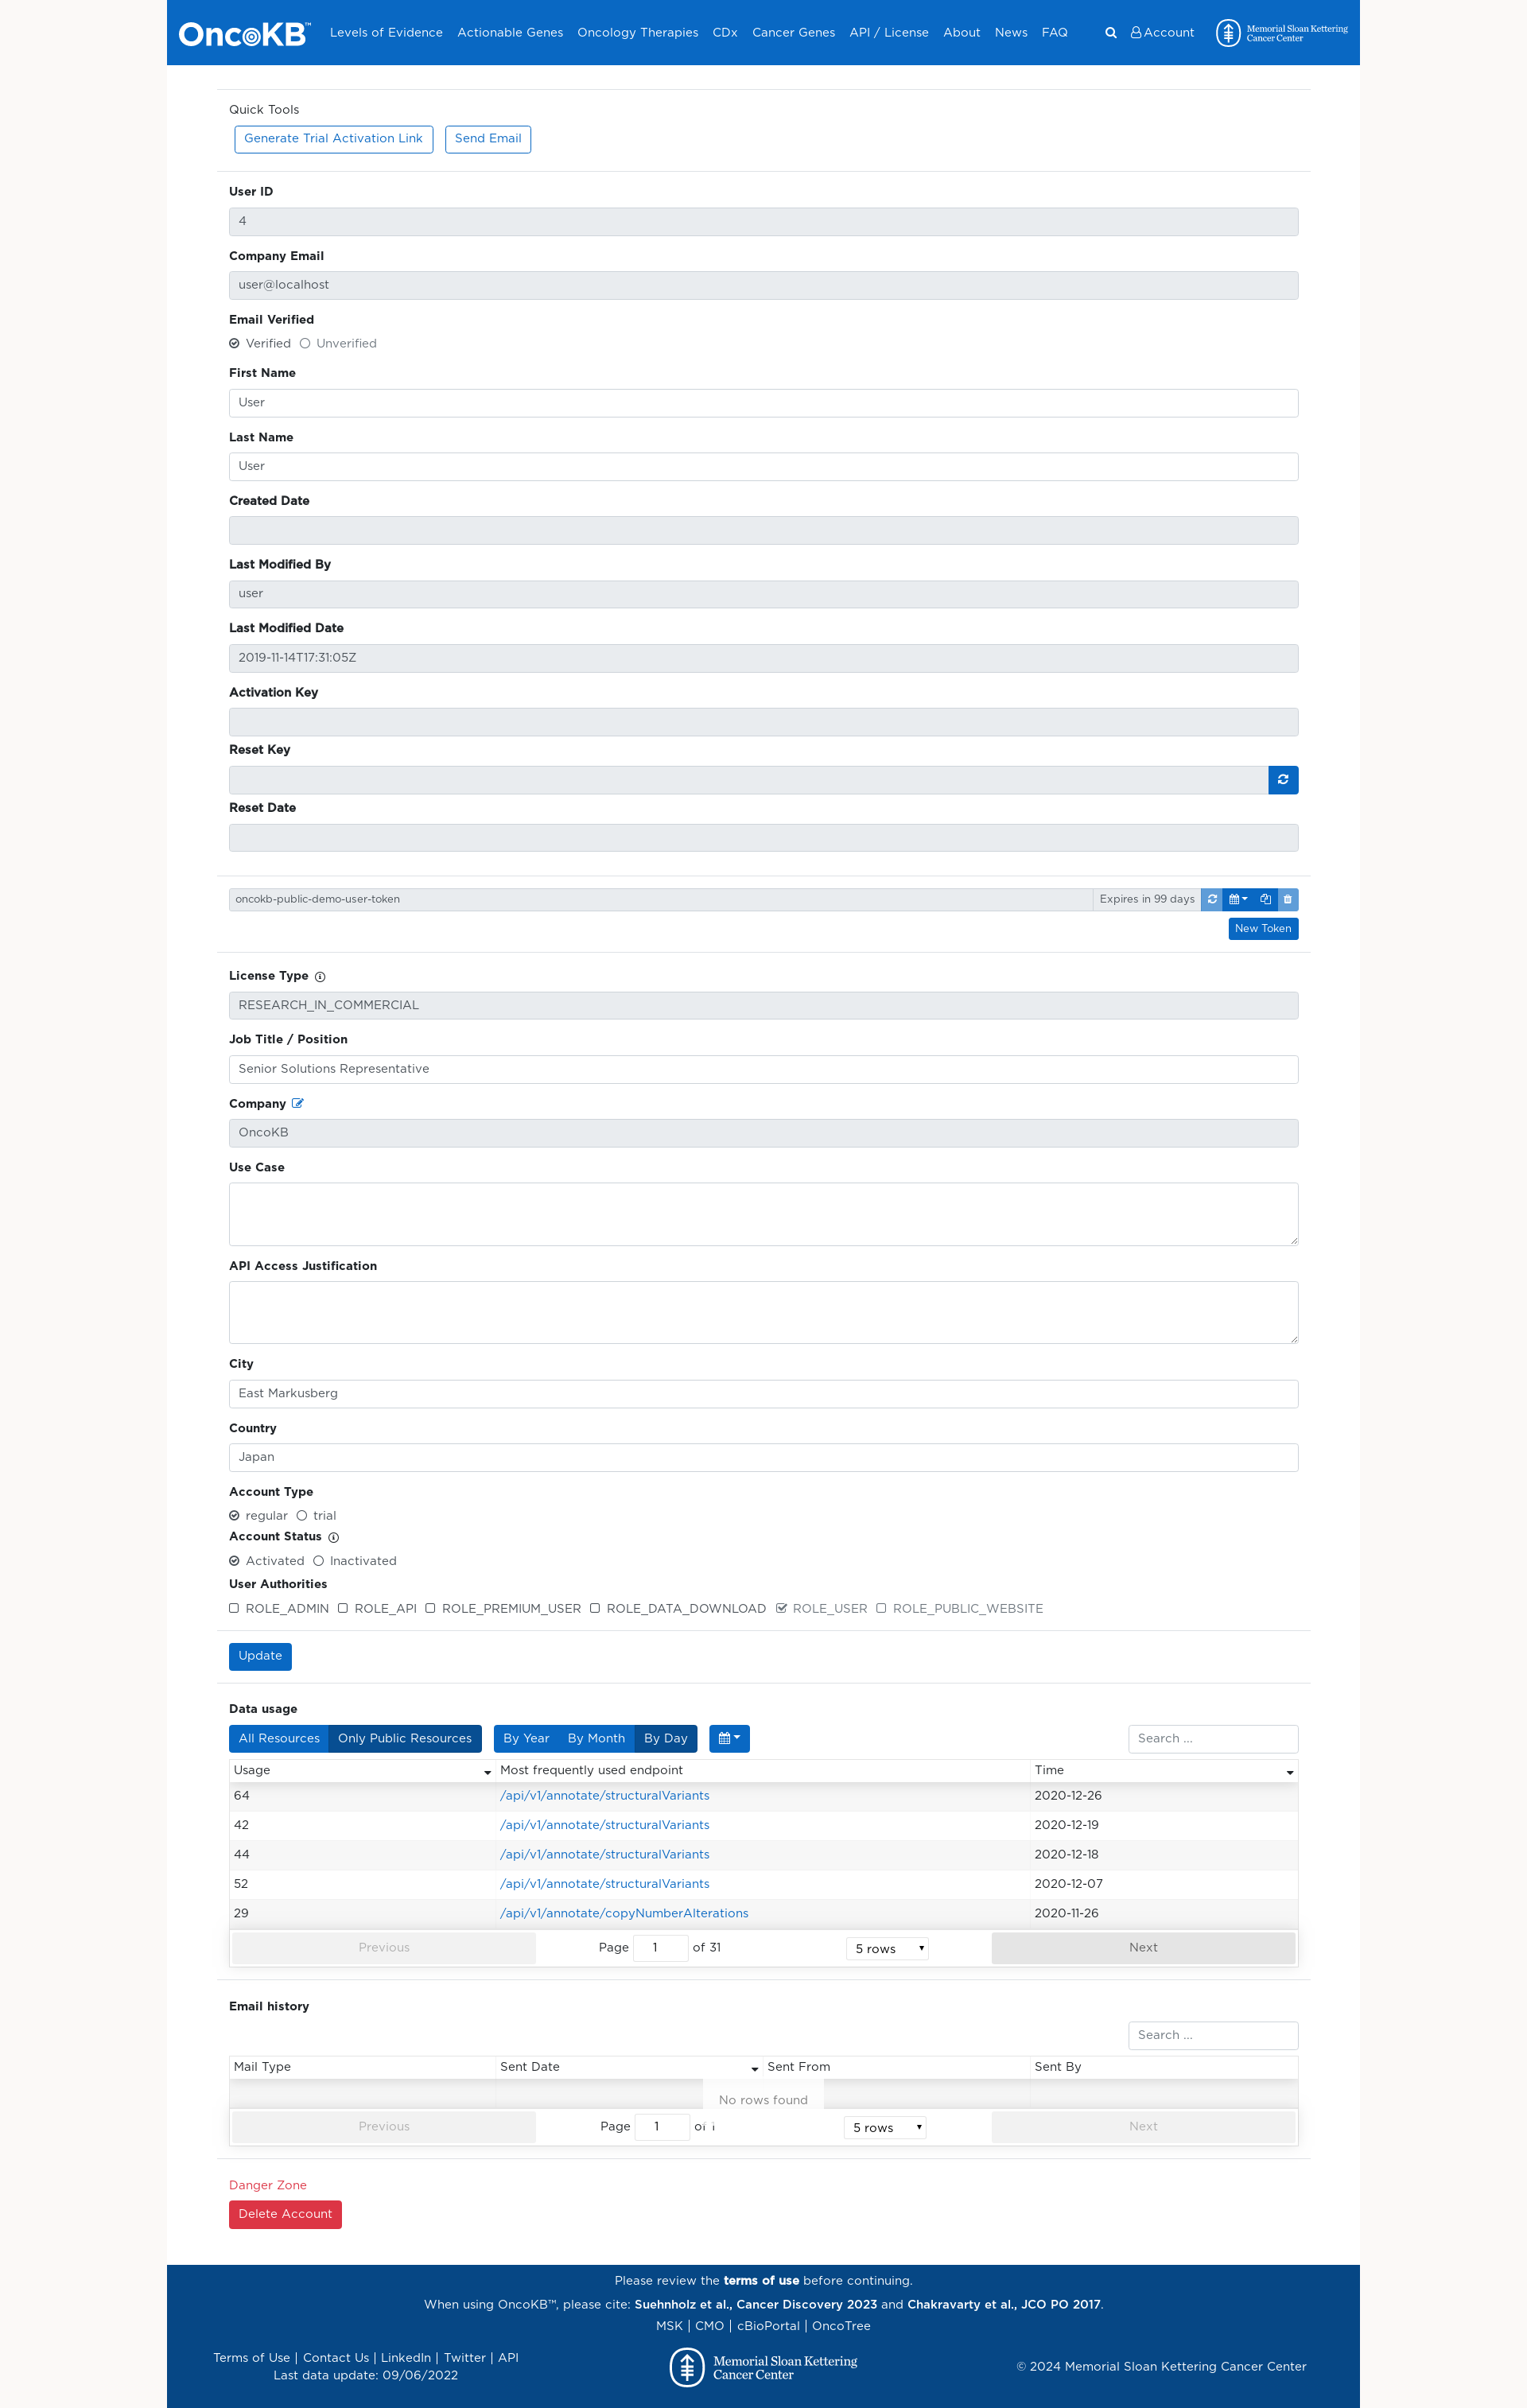 OncoKB™ Levels of Evidence Actionable Genes Oncology Therapies CDx Cancer Genes API / License About News FAQ Account Memorial Sloan Kettering Cancer Center
Quick Tools
Generate Trial Activation Link Send Email
User ID
4
Company Email
user@localhost
Email Verified
Verified Unverified
First Name
User
Last Name
User
Created Date
Last Modified By
user
Last Modified Date
2019-11-14T17:31:05Z
Activation Key
Reset Key
Reset Date
oncokb-public-demo-user-token Expires in 99 days
New Token
License Type
RESEARCH_IN_COMMERCIAL
Job Title / Position
Senior Solutions Representative
Company
OncoKB
Use Case
API Access Justification
City
East Markusberg
Country
Japan
Account Type
regular trial
Account Status
Activated Inactivated
User Authorities
ROLE_ADMIN ROLE_API ROLE_PREMIUM_USER ROLE_DATA_DOWNLOAD ROLE_USER ROLE_PUBLIC_WEBSITE
Update
Data usage
All Resources Only Public Resources By Year By Month By Day Search ...
Usage Most frequently used endpoint Time
64 /api/v1/annotate/structuralVariants 2020-12-26
42 /api/v1/annotate/structuralVariants 2020-12-19
44 /api/v1/annotate/structuralVariants 2020-12-18
52 /api/v1/annotate/structuralVariants 2020-12-07
29 /api/v1/annotate/copyNumberAlterations 2020-11-26
Previous Page 1 of 31 5 rows Next
Email history
Search ...
Mail Type Sent Date Sent From Sent By
No rows found
Previous Page 1 of 1 5 rows Next
Danger Zone
Delete Account
Please review the terms of use before continuing.
When using OncoKB™, please cite: Suehnholz et al., Cancer Discovery 2023 and Chakravarty et al., JCO PO 2017.
MSK | CMO | cBioPortal | OncoTree
Terms of Use | Contact Us | LinkedIn | Twitter | API
Last data update: 09/06/2022
Memorial Sloan Kettering
Cancer Center
© 2024 Memorial Sloan Kettering Cancer Center